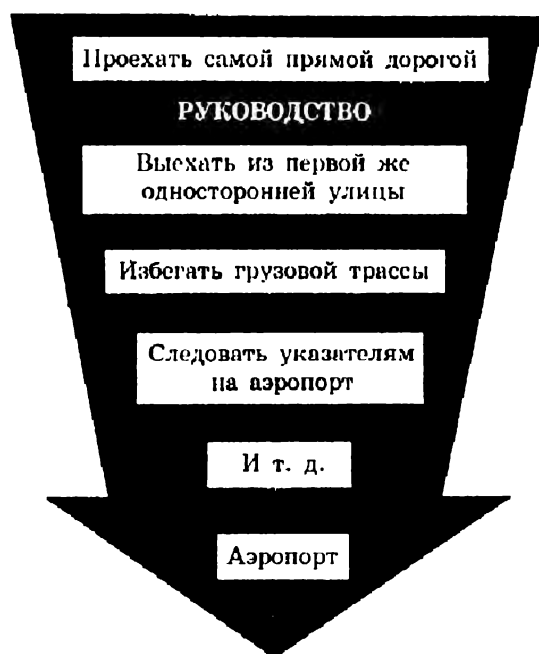 Проехать самой прямой дорогой
РУКОВОДСТВО
Выехать из первой же
односторонней улицы
Избегать грузовой трассы
Следовать указателям
на аэропорт
И т. д.
Аэропорт